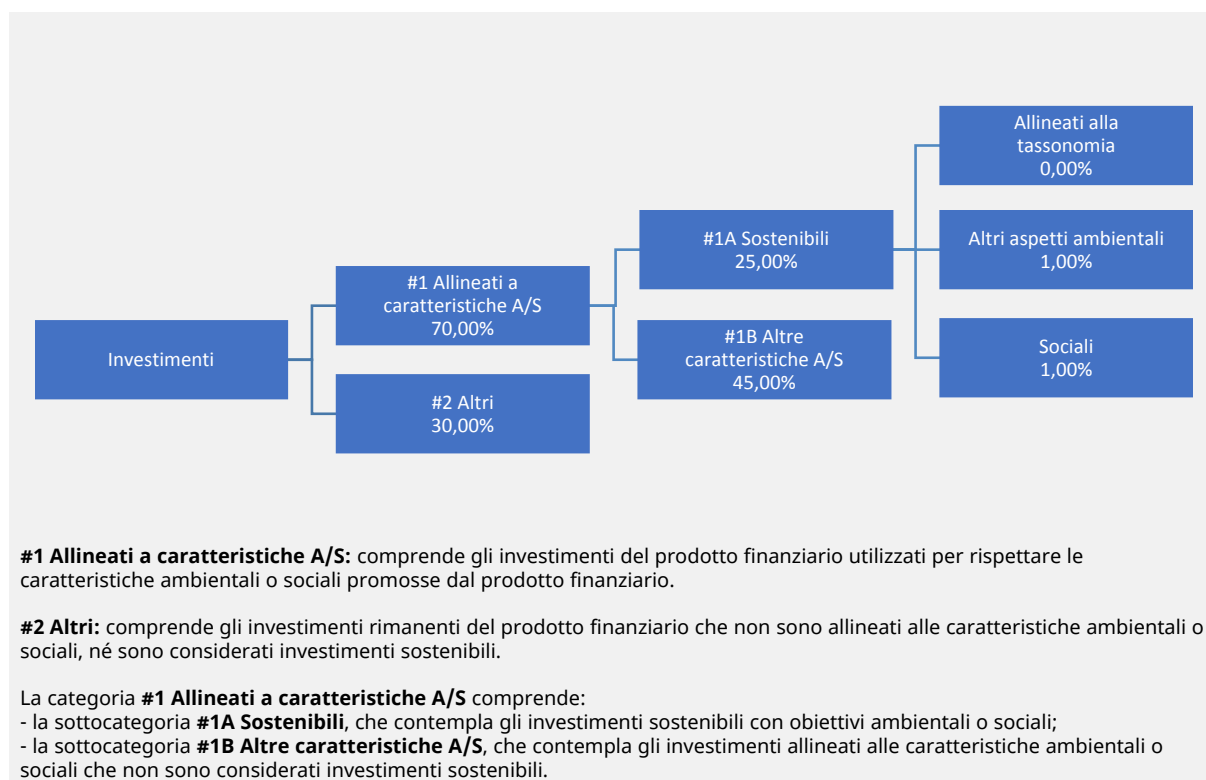 Investimenti
#1 Allineati a
caratteristiche A/S
70,00%
#2 Altri
30,00%
#1A Sostenibili
25,00%
#1B Altre
caratteristiche A/S
45,00%
Allineati alla
tassonomia
0,00%
Altri aspetti ambientali
1,00%
Sociali
1,00%
#1 Allineati a caratteristiche A/S: comprende gli investimenti del prodotto finanziario utilizzati per rispettare le
caratteristiche ambientali o sociali promosse dal prodotto finanziario.
#2 Altri: comprende gli investimenti rimanenti del prodotto finanziario che non sono allineati alle caratteristiche ambientali o
sociali, né sono considerati investimenti sostenibili.
La categoria #1 Allineati a caratteristiche A/S comprende:
- la sottocategoria #1A Sostenibili, che contempla gli investimenti sostenibili con obiettivi ambientali o sociali;
- la sottocategoria #1B Altre caratteristiche A/S, che contempla gli investimenti allineati alle caratteristiche ambientali o
sociali che non sono considerati investimenti sostenibili.